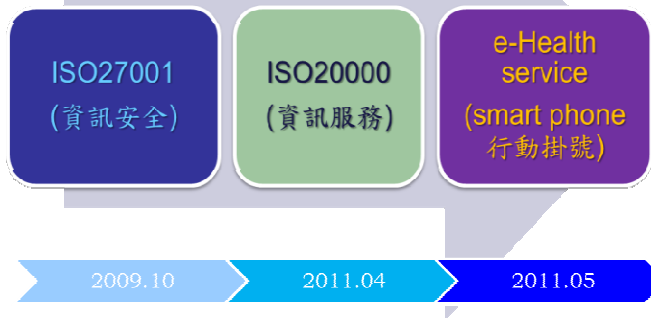 ISO27001
(資訊安全)
ISO20000
(資訊服務)
e-Health
service
(smart phone
行動掛號)
2009.10
2011.04
2011.05